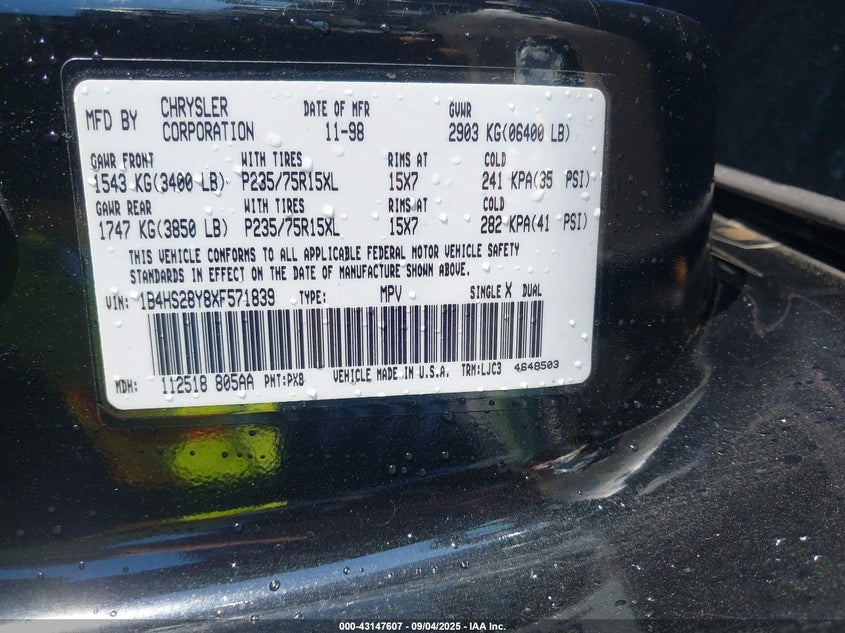 MFD BY CHRYSLER CORPORATION DATE OF MFR 11-98 GVWR 2903 KG(06400 LB)
GAWR FRONT WITH TIRES RIMS AT COLD
1543 KG(3400 LB) P235/75R15XL 15X7 241 KPA(35 PSI)
GAWR REAR WITH TIRES RIMS AT COLD
1747 KG(3850 LB) P235/75R15XL 15X7 282 KPA(41 PSI)
THIS VEHICLE CONFORMS TO ALL APPLICABLE FEDERAL MOTOR VEHICLE SAFETY
STANDARDS IN EFFECT ON THE DATE OF MANUFACTURE SHOWN ABOVE.
VIN: 1B4HS28Y8XF571839 TYPE: MPV SINGLE X DUAL
MDH: 112518 805AA PNT:PX8 VEHICLE MADE IN U.S.A. TRM:LJC3 4648503
000-43147607 - 09/04/2025 - IAA Inc.